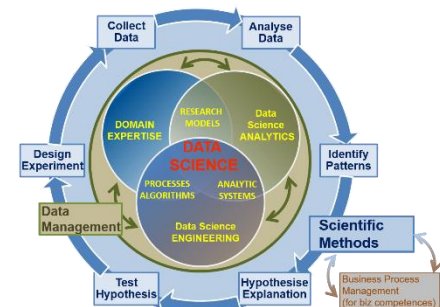 Collect
Data
Analyse
Data
DOMAIN
EXPERTISE
RESEARCH
MODELS
Data
Science
ANALYTICS
DATA
SCIENCE
Design
Experiment
Identify
Patterns
PROCESSES
ALGORITHMS
ANALYTIC
SYSTEMS
Data
Management
Data Science
ENGINEERING
Scientific
Methods
Test
Hypothesis
Hypothesise
Explanation
Business Process
Management
(for biz competences)